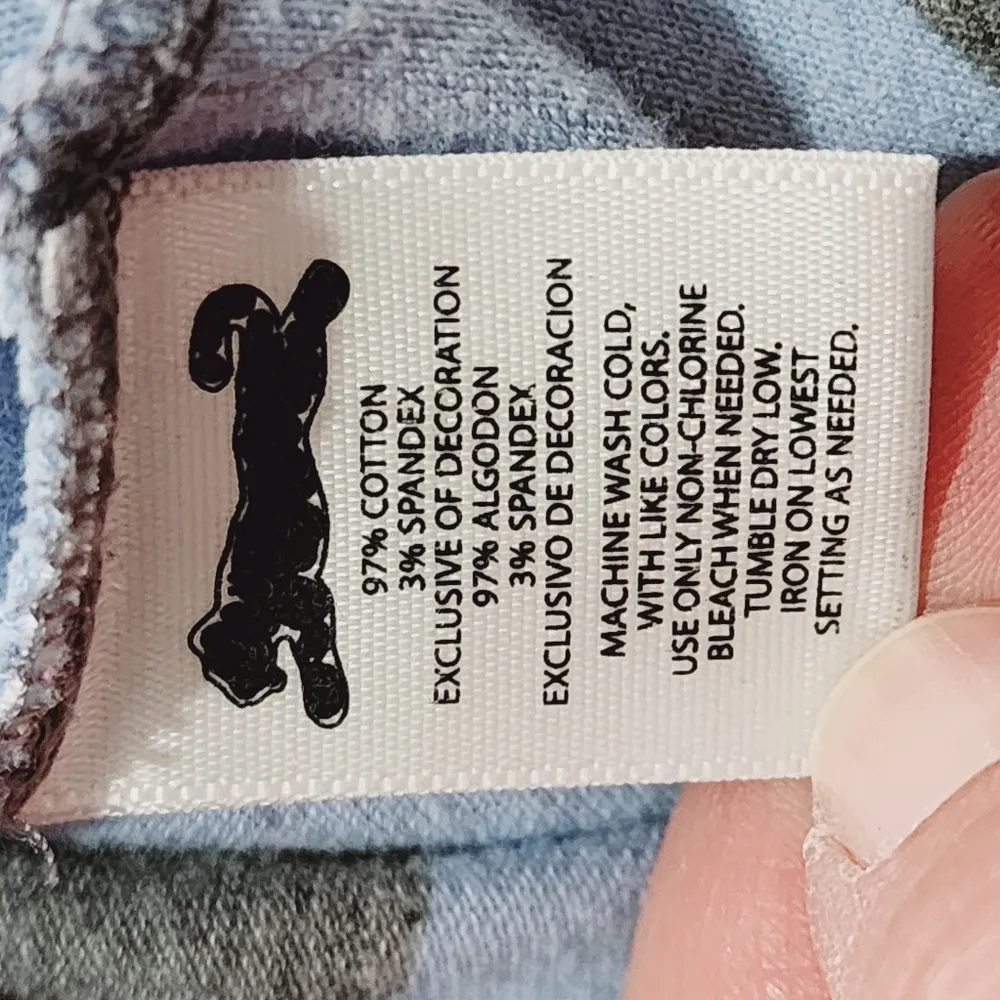 97% COTTON
3% SPANDEX
EXCLUSIVE OF DECORATION
97% ALGODON
3% SPANDEX
EXCLUSIVO DE DECORACION
MACHINE WASH COLD,
WITH LIKE COLORS.
USE ONLY NON-CHLORINE
BLEACH WHEN NEEDED.
TUMBLE DRY LOW.
IRON ON LOWEST
SETTING AS NEEDED.